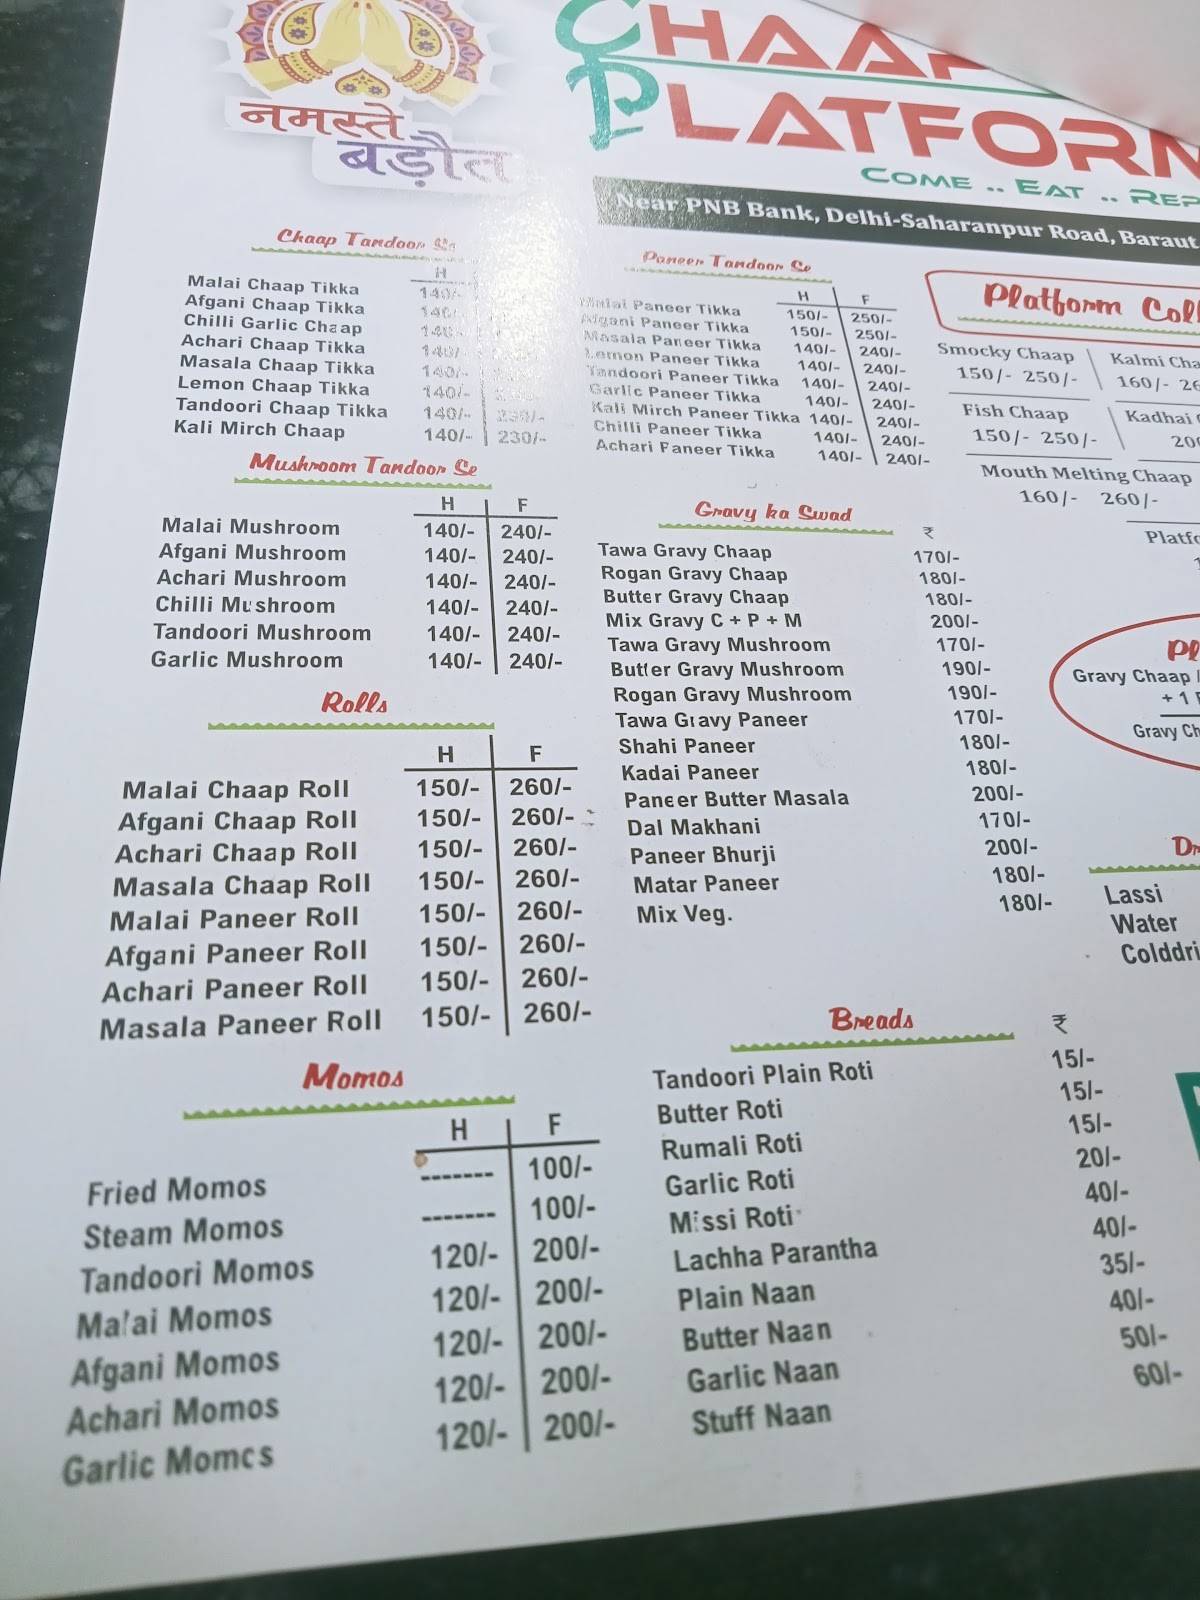 नमस्ते
बड़ौत
CHAAP
PLATFORM
COME .. EAT ..
Near PNB Bank, Delhi-Saharanpur Road, Baraut
Chaap Tandoor Se
H
Malai Chaap Tikka 140/-
Afgani Chaap Tikka 140/-
Chilli Garlic Chaap 140/-
Achari Chaap Tikka 140/-
Masala Chaap Tikka 140/-
Lemon Chaap Tikka 140/-
Tandoori Chaap Tikka 140/- 230/-
Kali Mirch Chaap 140/- 230/-
Mushroom Tandoor Se
H F
Malai Mushroom 140/- 240/-
Afgani Mushroom 140/- 240/-
Achari Mushroom 140/- 240/-
Chilli Mushroom 140/- 240/-
Tandoori Mushroom 140/- 240/-
Garlic Mushroom 140/- 240/-
Rolls
H F
Malai Chaap Roll 150/- 260/-
Afgani Chaap Roll 150/- 260/-
Achari Chaap Roll 150/- 260/-
Masala Chaap Roll 150/- 260/-
Malai Paneer Roll 150/- 260/-
Afgani Paneer Roll 150/- 260/-
Achari Paneer Roll 150/- 260/-
Masala Paneer Roll 150/- 260/-
Momos
H F
Fried Momos ------- 100/-
Steam Momos ------- 100/-
Tandoori Momos 120/- 200/-
Malai Momos 120/- 200/-
Afgani Momos 120/- 200/-
Achari Momos 120/- 200/-
Garlic Momos 120/- 200/-
Paneer Tandoor Se
H F
Malai Paneer Tikka 150/- 250/-
Afgani Paneer Tikka 150/- 250/-
Masala Paneer Tikka 140/- 240/-
Lemon Paneer Tikka 140/- 240/-
Tandoori Paneer Tikka 140/- 240/-
Garlic Paneer Tikka 140/- 240/-
Kali Mirch Paneer Tikka 140/- 240/-
Chilli Paneer Tikka 140/- 240/-
Achari Paneer Tikka 140/- 240/-
Gravy ka Swad
₹
Tawa Gravy Chaap 170/-
Rogan Gravy Chaap 180/-
Butter Gravy Chaap 180/-
Mix Gravy C + P + M 200/-
Tawa Gravy Mushroom 170/-
Butter Gravy Mushroom 190/-
Rogan Gravy Mushroom 190/-
Tawa Gravy Paneer 170/-
Shahi Paneer 180/-
Kadai Paneer 180/-
Paneer Butter Masala 200/-
Dal Makhani 170/-
Paneer Bhurji 200/-
Matar Paneer 180/-
Mix Veg. 180/-
Breads
₹
Tandoori Plain Roti 15/-
Butter Roti 15/-
Rumali Roti 15/-
Garlic Roti 20/-
Missi Roti 40/-
Lachha Parantha 40/-
Plain Naan 35/-
Butter Naan 40/-
Garlic Naan 50/-
Stuff Naan 60/-
Platform
Smocky Chaap
150/- 250/-
Kalmi
160/-
Fish Chaap
150/- 250/-
Kadhai
Mouth Melting Chaap
160/- 260/-
Gravy Chaap
+ 1
Gravy
Lassi
Water